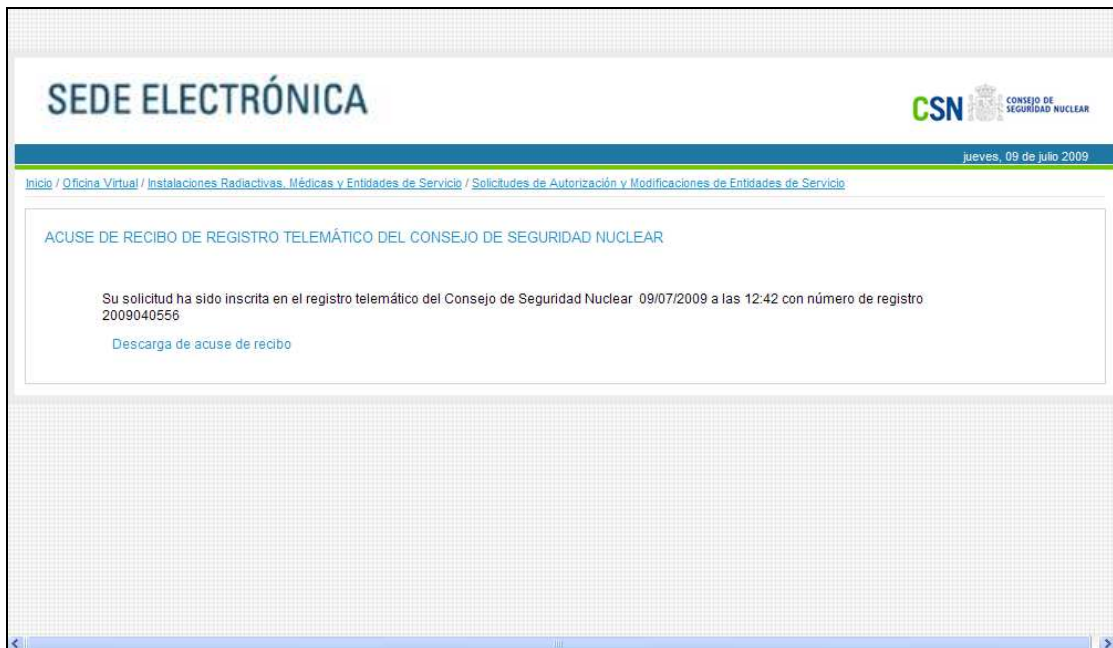 SEDE ELECTRÓNICA
CSN
CONSEJO DE
SEGURIDAD NUCLEAR
jueves, 09 de julio 2009
Inicio / Oficina Virtual / Instalaciones Radiactivas, Médicas y Entidades de Servicio / Solicitudes de Autorización y Modificaciones de Entidades de Servicio
ACUSE DE RECIBO DE REGISTRO TELEMÁTICO DEL CONSEJO DE SEGURIDAD NUCLEAR
Su solicitud ha sido inscrita en el registro telemático del Consejo de Seguridad Nuclear 09/07/2009 a las 12:42 con número de registro
2009040556
Descarga de acuse de recibo